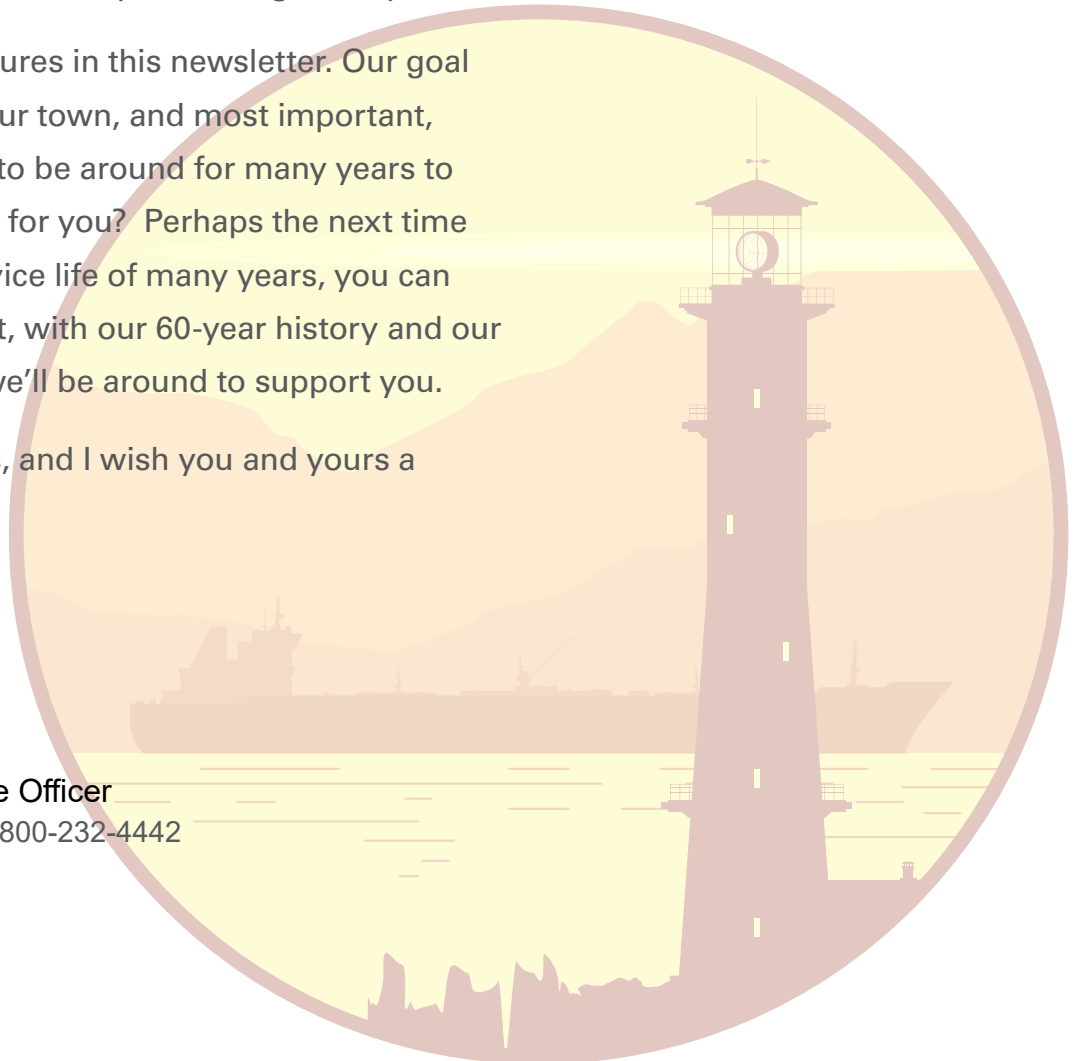 ures in this newsletter. Our goal
ur town, and most important,
to be around for many years to
for you?  Perhaps the next time
vice life of many years, you can
t, with our 60-year history and our
we’ll be around to support you.
, and I wish you and yours a
e Officer
800-232-4442